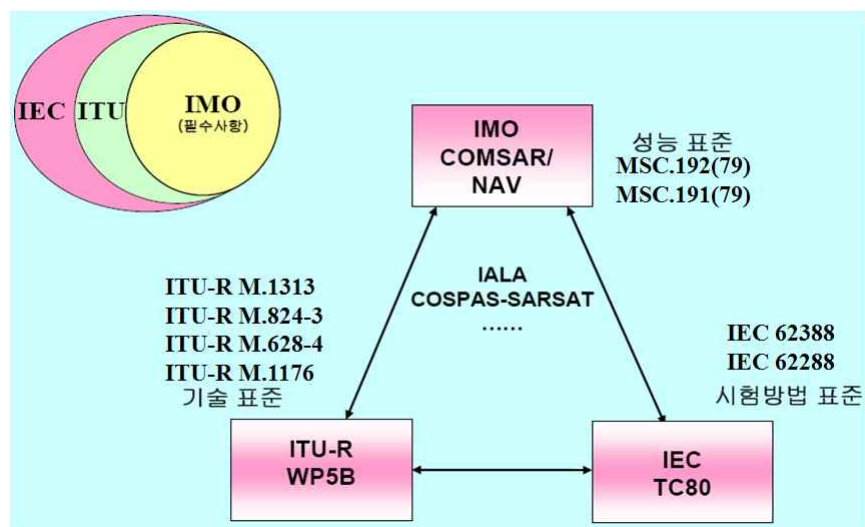 IEC ITU IMO
(필수사항)
IMO
COMSAR/
NAV
성능 표준
MSC.192(79)
MSC.191(79)
IALA
COSPAS-SARSAT
......
ITU-R M.1313
ITU-R M.824-3
ITU-R M.628-4
ITU-R M.1176
기술 표준
IEC 62388
IEC 62288
시험방법 표준
ITU-R
WP5B
IEC
TC80